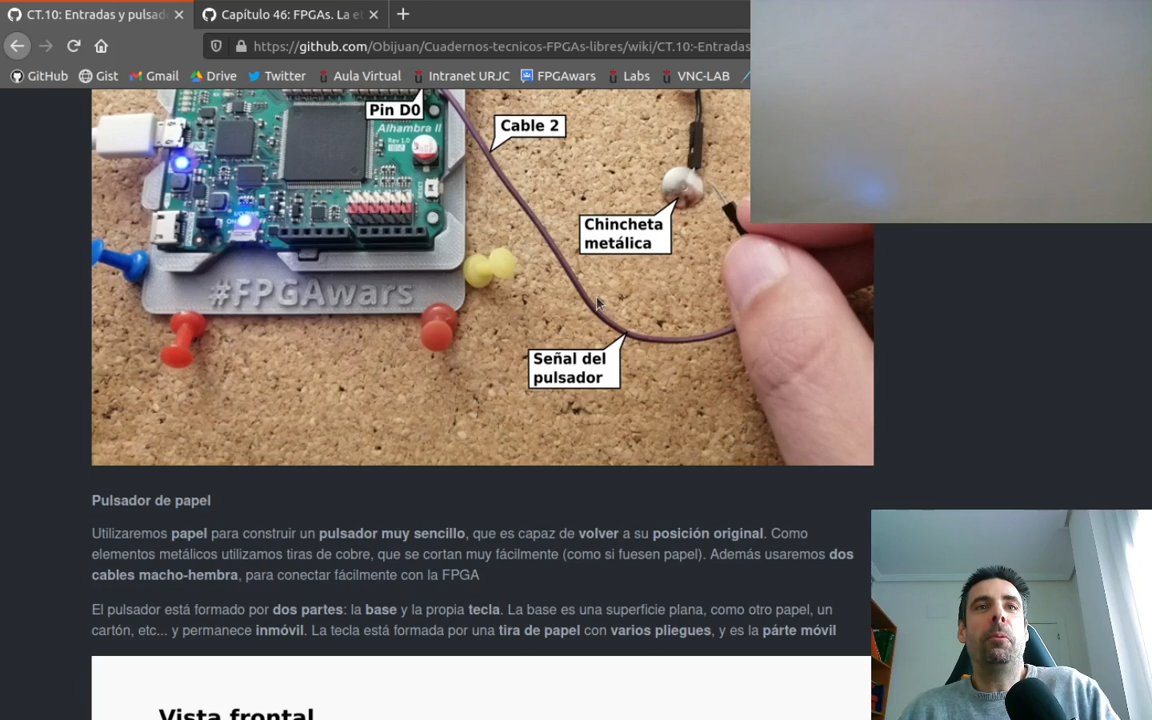 CT.10: Entradas y pulsad
Capítulo 46: FPGAs. La e
https://github.com/Obijuan/Cuadernos-tecnicos-FPGAs-libres/wiki/CT.10:-Entradas
GitHub
Gist
Gmail
Drive
Twitter
Aula Virtual
Intranet URJC
FPGAwars
Labs
VNC-LAB
Pin D0
Cable 2
Alhambra II
Rev 1.0
Chincheta
metálica
#FPGAwars
Señal del
pulsador
Pulsador de papel
Utilizaremos papel para construir un pulsador muy sencillo, que es capaz de volver a su posición original. Como
elementos metálicos utilizamos tiras de cobre, que se cortan muy fácilmente (como si fuesen papel). Además usaremos dos
cables macho-hembra, para conectar fácilmente con la FPGA
El pulsador está formado por dos partes: la base y la propia tecla. La base es una superficie plana, como otro papel, un
cartón, etc... y permanece inmóvil. La tecla está formada por una tira de papel con varios pliegues, y es la párte móvil
Vista frontal